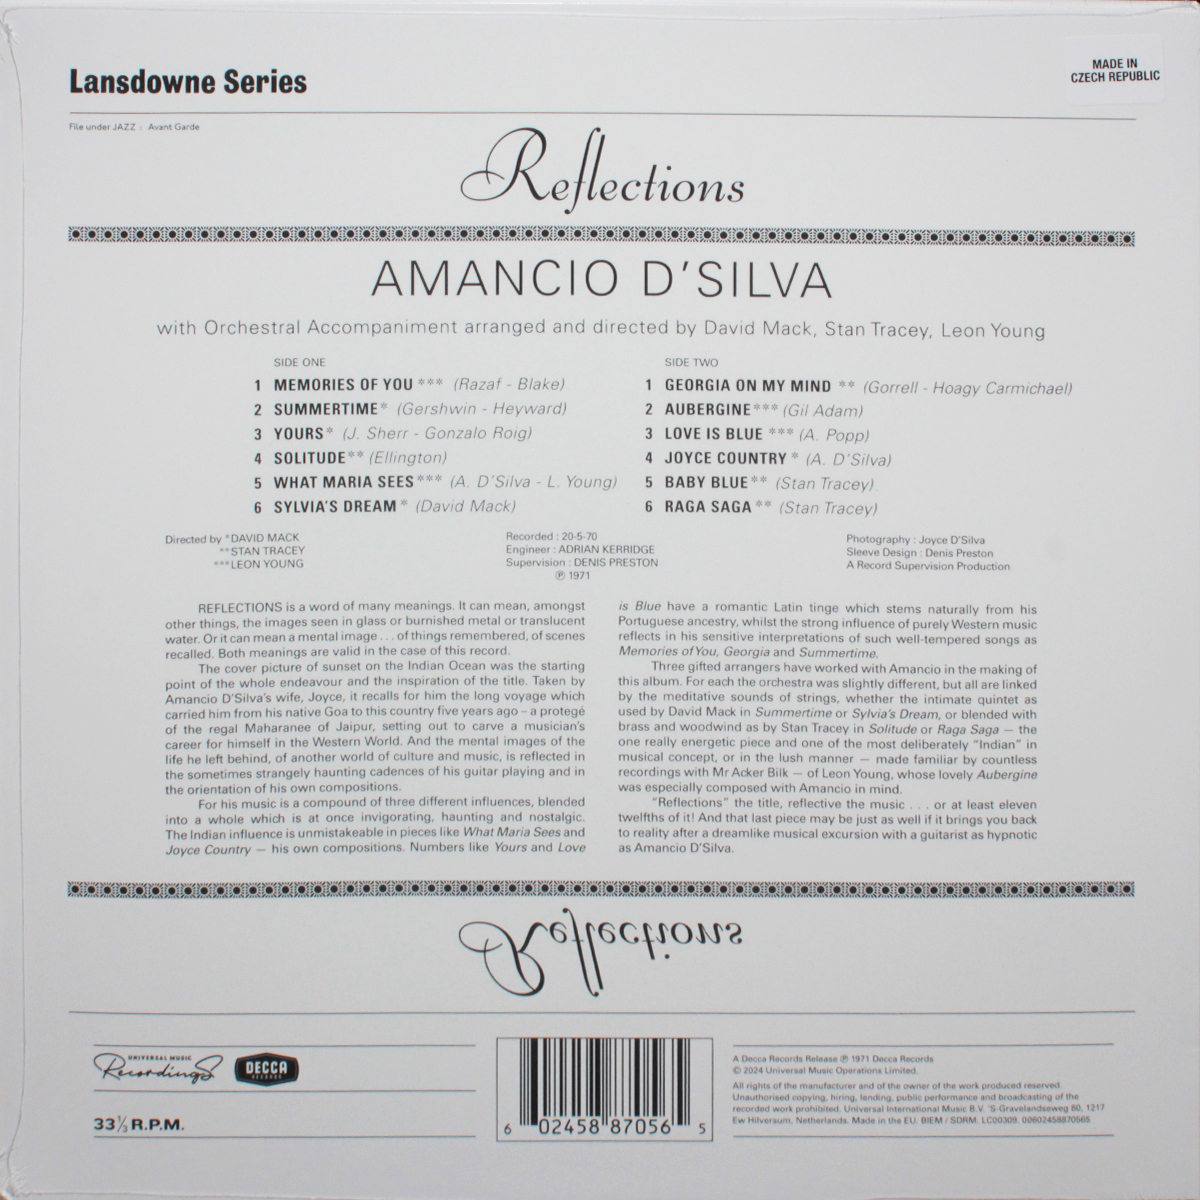 Lansdowne Series
MADE IN
CZECH REPUBLIC
File under JAZZ : Avant Garde
Reflections
AMANCIO D'SILVA
with Orchestral Accompaniment arranged and directed by David Mack, Stan Tracey, Leon Young
SIDE ONE
1 MEMORIES OF YOU *** (Razaf - Blake)
2 SUMMERTIME* (Gershwin - Heyward)
3 YOURS* (J. Sherr - Gonzalo Roig)
4 SOLITUDE** (Ellington)
5 WHAT MARIA SEES*** (A. D'Silva - L. Young)
6 SYLVIA'S DREAM* (David Mack)
SIDE TWO
1 GEORGIA ON MY MIND ** (Gorrell - Hoagy Carmichael)
2 AUBERGINE*** (Gil Adam)
3 LOVE IS BLUE *** (A. Popp)
4 JOYCE COUNTRY * (A. D'Silva)
5 BABY BLUE** (Stan Tracey)
6 RAGA SAGA** (Stan Tracey)
Directed by *DAVID MACK
**STAN TRACEY
***LEON YOUNG
Recorded : 20-5-70
Engineer : ADRIAN KERRIDGE
Supervision : DENIS PRESTON
℗ 1971
Photography : Joyce D'Silva
Sleeve Design : Denis Preston
A Record Supervision Production
REFLECTIONS is a word of many meanings. It can mean, amongst
other things, the images seen in glass or burnished metal or translucent
water. Or it can mean a mental image . . . of things remembered, of scenes
recalled. Both meanings are valid in the case of this record.
The cover picture of sunset on the Indian Ocean was the starting
point of the whole endeavour and the inspiration of the title. Taken by
Amancio D'Silva's wife, Joyce, it recalls for him the long voyage which
carried him from his native Goa to this country five years ago – a protegé
of the regal Maharanee of Jaipur, setting out to carve a musician's
career for himself in the Western World. And the mental images of the
life he left behind, of another world of culture and music, is reflected in
the sometimes strangely haunting cadences of his guitar playing and in
the orientation of his own compositions.
For his music is a compound of three different influences, blended
into a whole which is at once invigorating, haunting and nostalgic.
The Indian influence is unmistakeable in pieces like What Maria Sees and
Joyce Country — his own compositions. Numbers like Yours and Love
is Blue have a romantic Latin tinge which stems naturally from his
Portuguese ancestry, whilst the strong influence of purely Western music
reflects in his sensitive interpretations of such well-tempered songs as
Memories of You, Georgia and Summertime.
Three gifted arrangers have worked with Amancio in the making of
this album. For each the orchestra was slightly different, but all are linked
by the meditative sounds of strings, whether the intimate quintet as
used by David Mack in Summertime or Sylvia's Dream, or blended with
brass and woodwind as by Stan Tracey in Solitude or Raga Saga — the
one really energetic piece and one of the most deliberately "Indian" in
musical concept, or in the lush manner — made familiar by countless
recordings with Mr Acker Bilk — of Leon Young, whose lovely Aubergine
was especially composed with Amancio in mind.
"Reflections" the title, reflective the music . . . or at least eleven
twelfths of it! And that last piece may be just as well if it brings you back
to reality after a dreamlike musical excursion with a guitarist as hypnotic
as Amancio D'Silva.
Reflections
UNIVERSAL MUSIC
Recordings
DECCA
RECORDS
33⅓ R.P.M.
6 02458 87056 5
A Decca Records Release ℗ 1971 Decca Records
© 2024 Universal Music Operations Limited.
All rights of the manufacturer and of the owner of the work produced reserved.
Unauthorised copying, hiring, lending, public performance and broadcasting of the
recorded work prohibited. Universal International Music B.V. 'S-Gravelandseweg 80, 1217
Ew Hilversum, Netherlands. Made in the EU. BIEM / SDRM. LC00309. 00602458870565